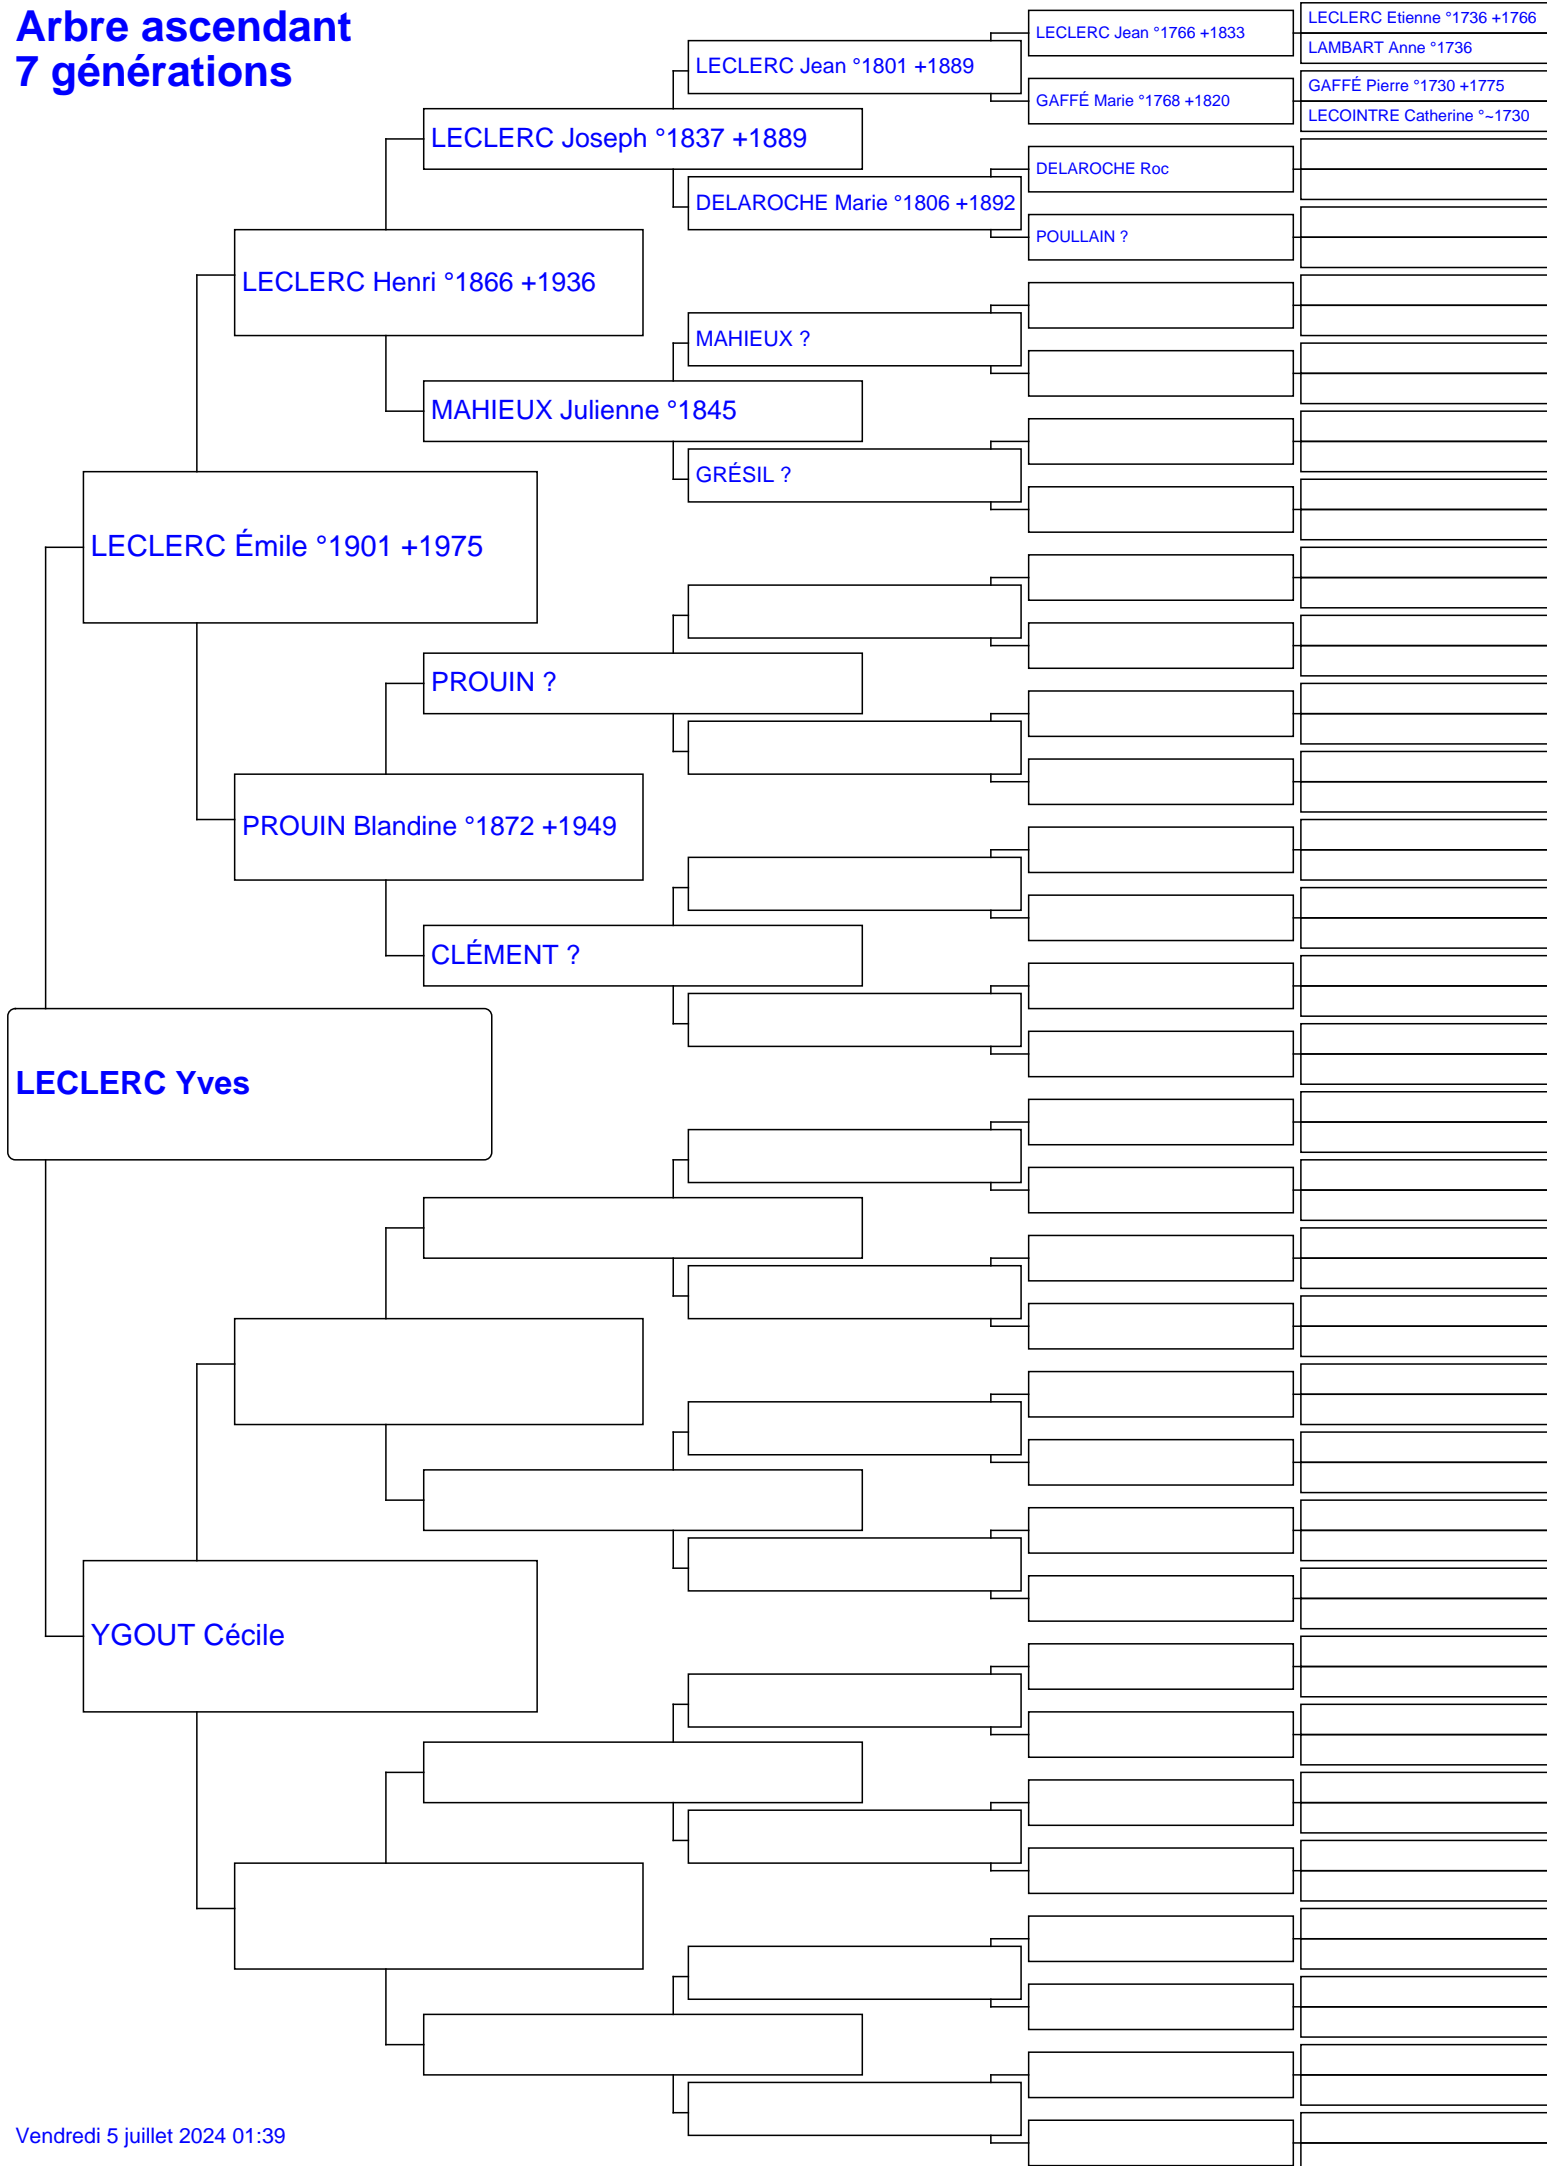 Arbre ascendant
7 générations
LECLERC Yves
LECLERC Émile °1901 +1975
YGOUT Cécile
LECLERC Henri °1866 +1936
PROUIN Blandine °1872 +1949
LECLERC Joseph °1837 +1889
MAHIEUX Julienne °1845
PROUIN ?
CLÉMENT ?
LECLERC Jean °1801 +1889
DELAROCHE Marie °1806 +1892
MAHIEUX ?
GRÉSIL ?
LECLERC Jean °1766 +1833
GAFFÉ Marie °1768 +1820
DELAROCHE Roc
POULLAIN ?
LECLERC Etienne °1736 +1766
LAMBART Anne °1736
GAFFÉ Pierre °1730 +1775
LECOINTRE Catherine °~1730
Vendredi 5 juillet 2024 01:39